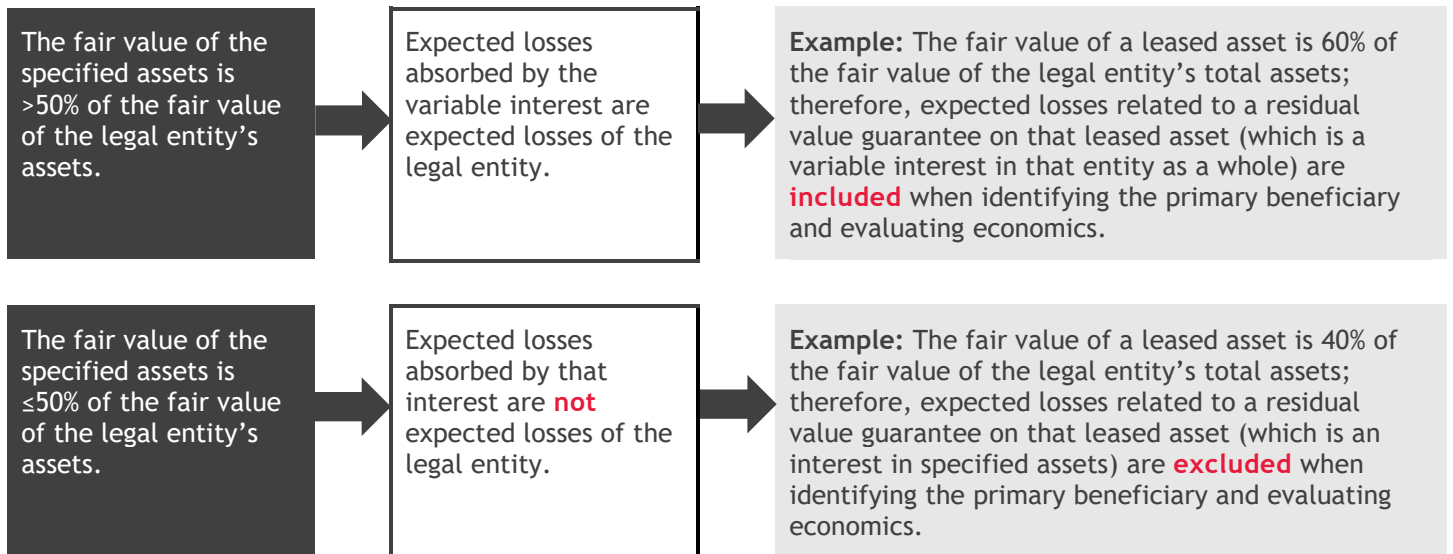 The fair value of the
specified assets is
>50% of the fair value
of the legal entity’s
assets.
Expected losses
absorbed by the
variable interest are
expected losses of the
legal entity.
Example: The fair value of a leased asset is 60% of
the fair value of the legal entity’s total assets;
therefore, expected losses related to a residual
value guarantee on that leased asset (which is a
variable interest in that entity as a whole) are
included when identifying the primary beneficiary
and evaluating economics.
The fair value of the
specified assets is
≤50% of the fair value
of the legal entity’s
assets.
Expected losses
absorbed by that
interest are not
expected losses of the
legal entity.
Example: The fair value of a leased asset is 40% of
the fair value of the legal entity’s total assets;
therefore, expected losses related to a residual
value guarantee on that leased asset (which is an
interest in specified assets) are excluded when
identifying the primary beneficiary and evaluating
economics.